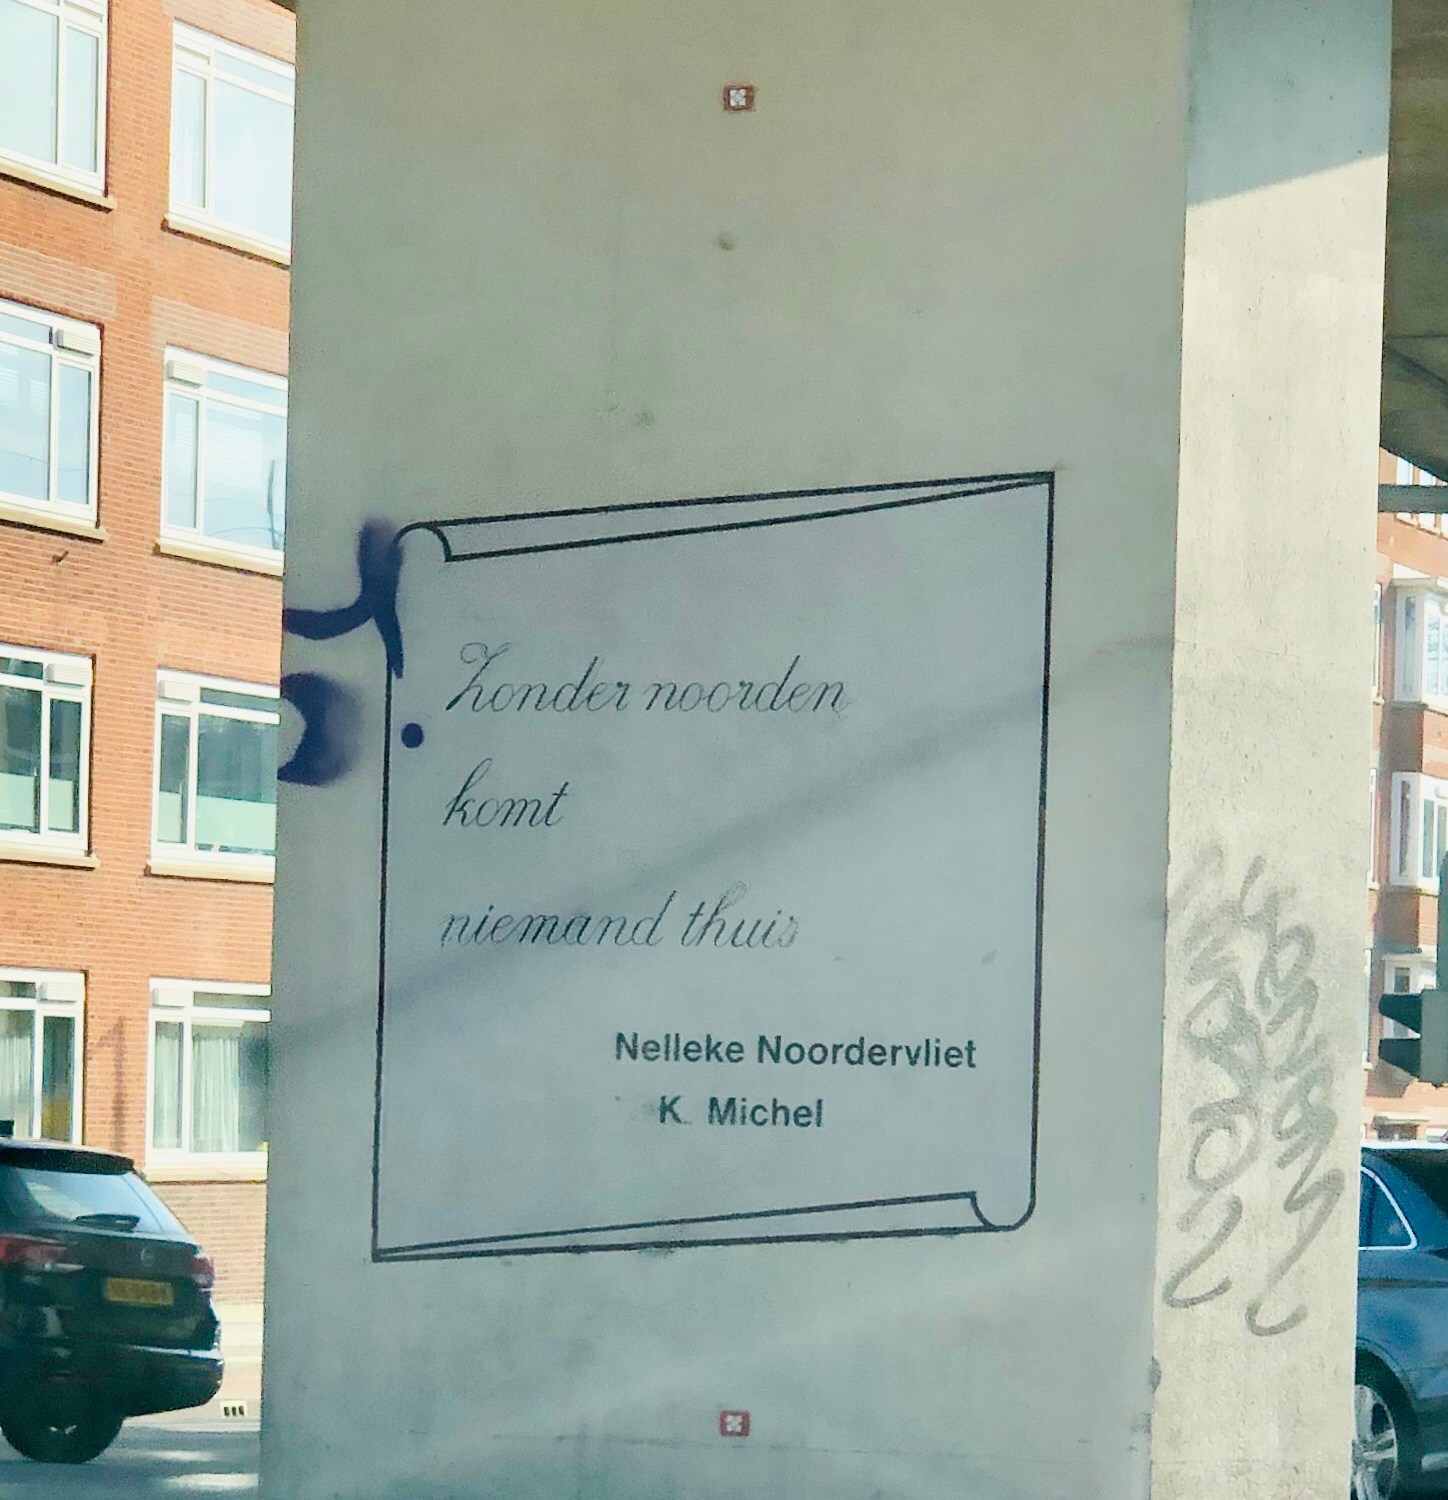 Zonder noorden
komt
niemand thuis
Nelleke Noordervliet
K. Michel